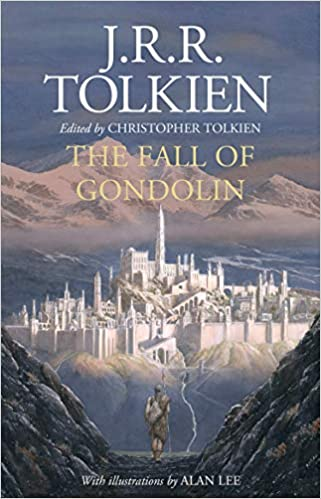 J.R.R.
TOLKIEN
Edited by CHRISTOPHER TOLKIEN
THE FALL OF
GONDOLIN
With illustrations by ALAN LEE